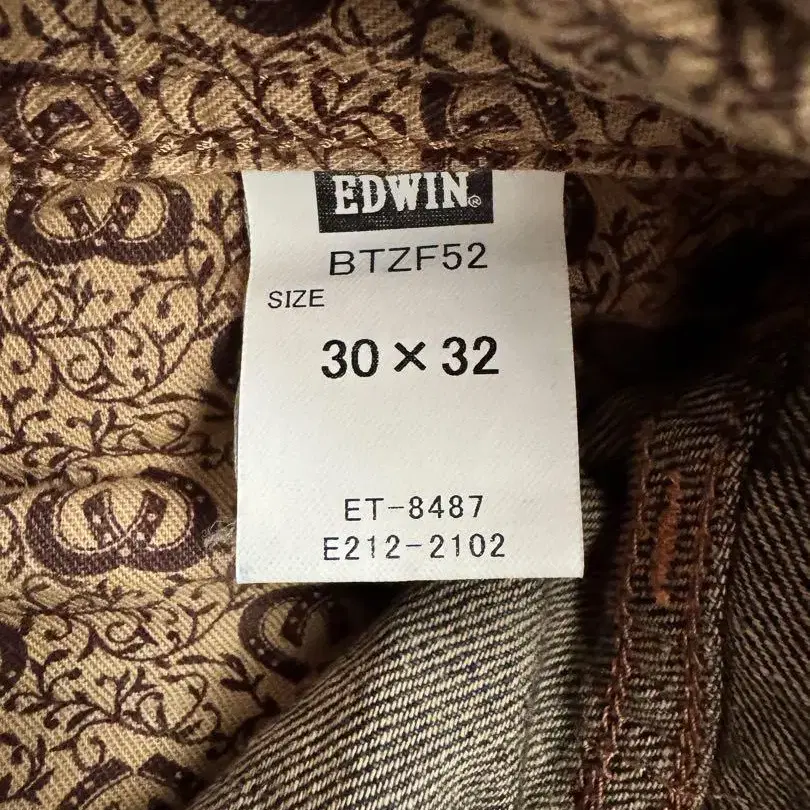 EDWIN®
BTZF52
SIZE
30×32
ET-8487
E212-2102